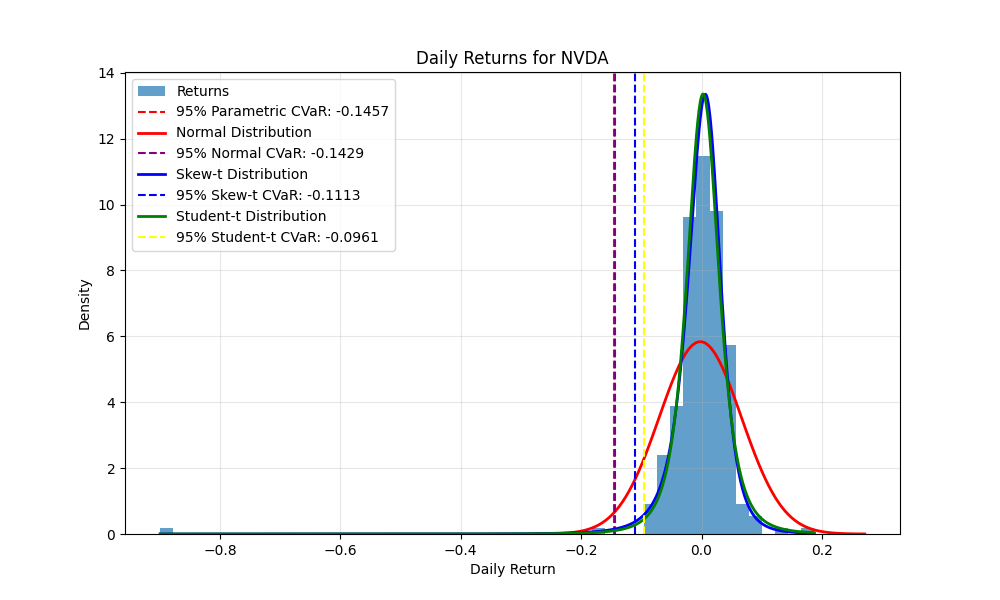 Daily Returns for NVDA
Returns
95% Parametric CVaR: -0.1457
Normal Distribution
95% Normal CVaR: -0.1429
Skew-t Distribution
95% Skew-t CVaR: -0.1113
Student-t Distribution
95% Student-t CVaR: -0.0961
Density
14
12
10
8
6
4
2
0
−0.8
−0.6
−0.4
−0.2
0.0
0.2
Daily Return